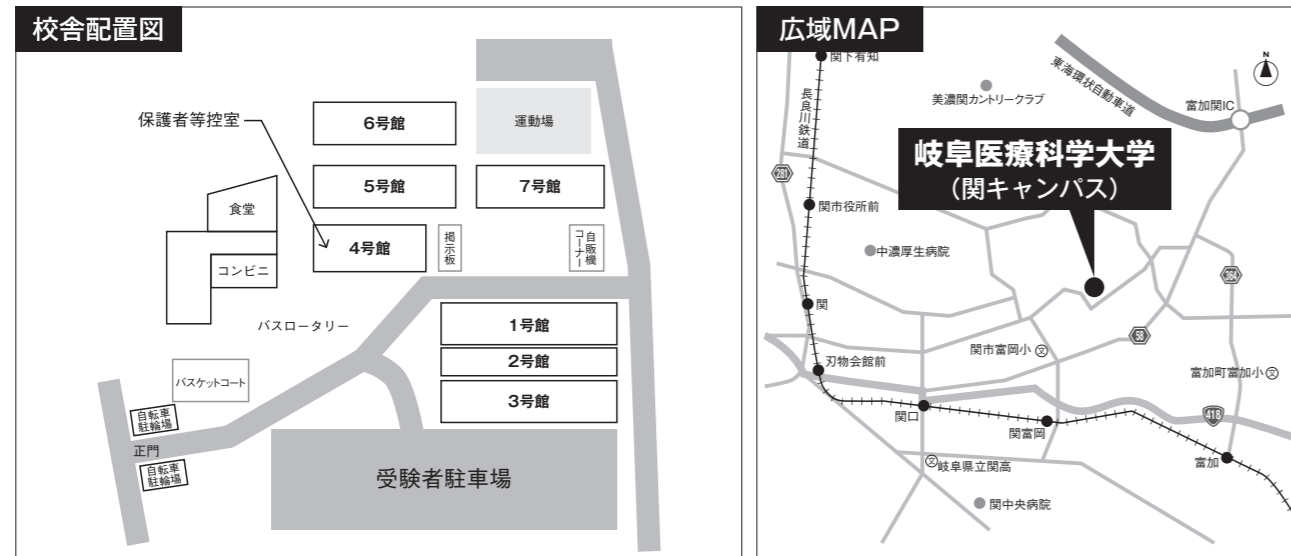 校舎配置図
保護者等控室
6号館
運動場
5号館
7号館
食堂
4号館
掲示板
自販機
コーナー
コンビニ
バスロータリー
1号館
2号館
3号館
バスケットコート
自転車
駐輪場
正門
自転車
駐輪場
受験者駐車場
広域MAP
関下有知
N
東海環状自動車道
富加関IC
美濃関カントリークラブ
長良川鉄道
岐阜医療科学大学
(関キャンパス)
281
関市役所前
中濃厚生病院
364
関
58
関市富岡小
文
刃物会館前
富加町富加小
文
418
関口
関富岡
富加
文
岐阜県立関高
関中央病院